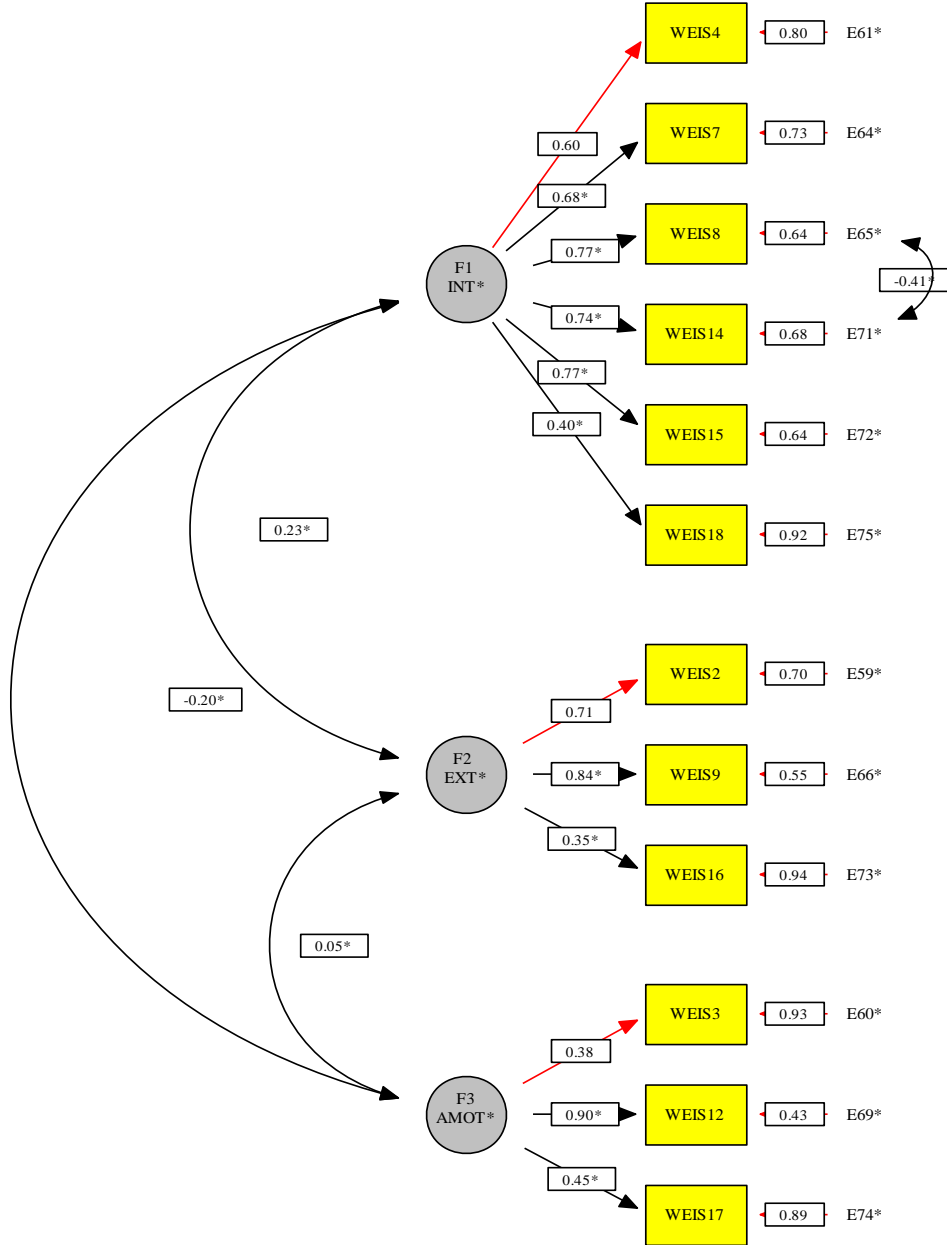 WEIS4 0.80 E61*
0.60
WEIS7 0.73 E64*
0.68*
WEIS8 0.64 E65*
F1
INT*
0.77*
-0.41*
0.74*
WEIS14 0.68 E71*
0.77*
0.40*
WEIS15 0.64 E72*
0.23*
WEIS18 0.92 E75*
WEIS2 0.70 E59*
-0.20*
0.71
F2
EXT*
0.84*
WEIS9 0.55 E66*
0.35*
WEIS16 0.94 E73*
0.05*
WEIS3 0.93 E60*
0.38
F3
AMOT*
0.90*
WEIS12 0.43 E69*
0.45*
WEIS17 0.89 E74*